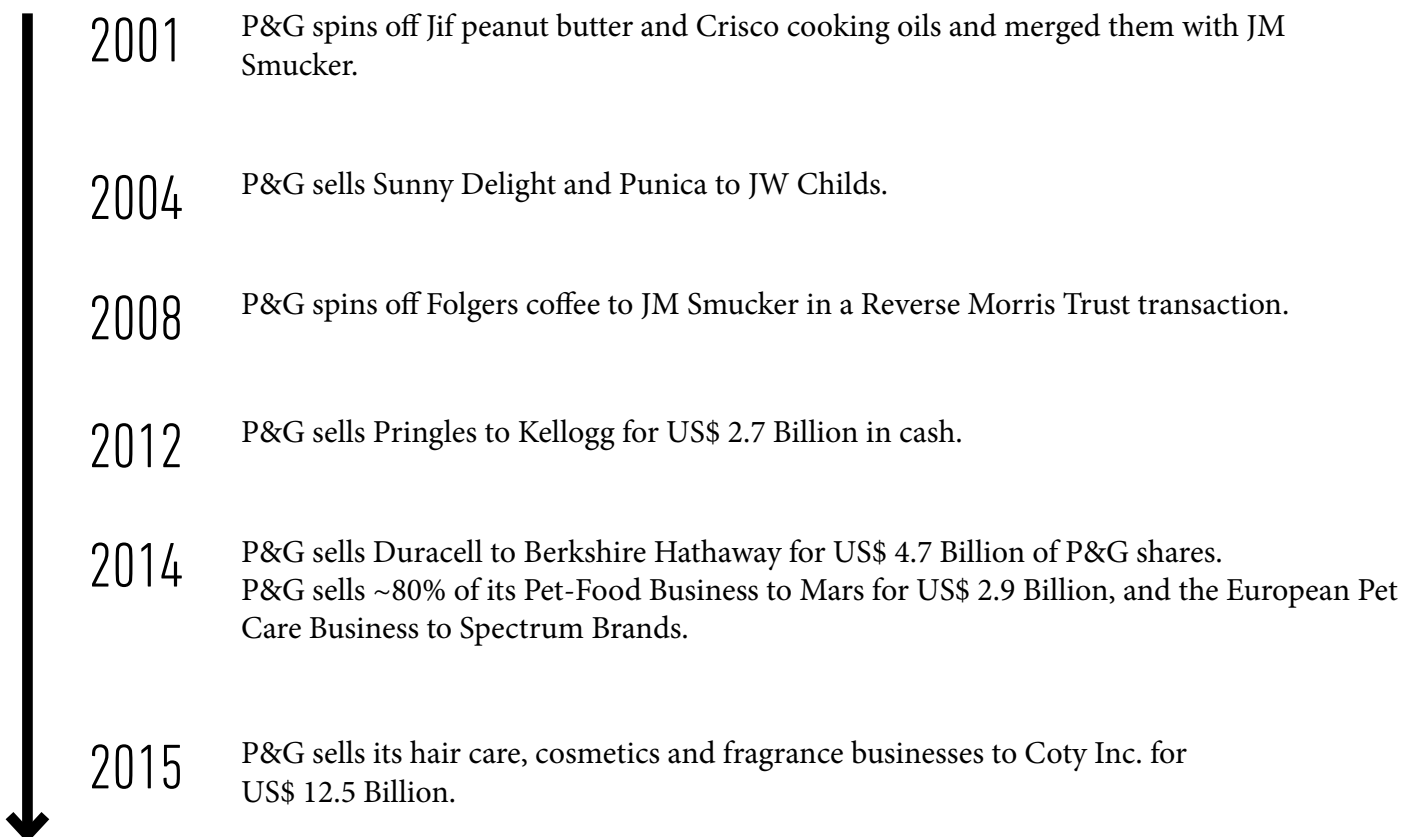 2001
P&G spins off Jif peanut butter and Crisco cooking oils and merged them with JM
Smucker.
2004
P&G sells Sunny Delight and Punica to JW Childs.
2008
P&G spins off Folgers coffee to JM Smucker in a Reverse Morris Trust transaction.
2012
P&G sells Pringles to Kellogg for US$ 2.7 Billion in cash.
2014
P&G sells Duracell to Berkshire Hathaway for US$ 4.7 Billion of P&G shares.
P&G sells ~80% of its Pet-Food Business to Mars for US$ 2.9 Billion, and the European Pet
Care Business to Spectrum Brands.
2015
P&G sells its hair care, cosmetics and fragrance businesses to Coty Inc. for
US$ 12.5 Billion.